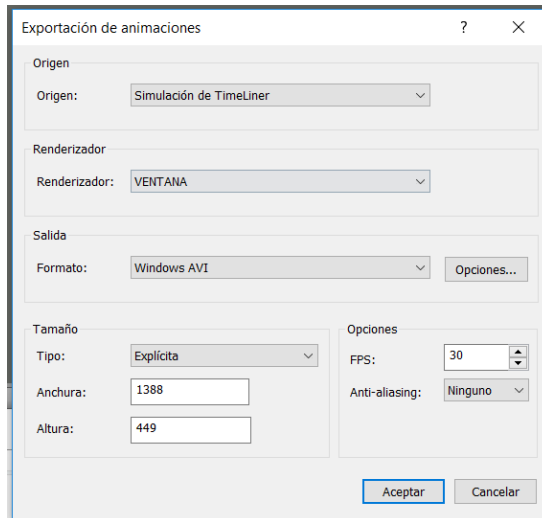 Exportación de animaciones
Origen
Origen: Simulación de TimeLiner
Renderizador
Renderizador: VENTANA
Salida
Formato: Windows AVI Opciones...
Tamaño
Tipo: Explícita
Anchura: 1388
Altura: 449
Opciones
FPS: 30
Anti-aliasing: Ninguno
Aceptar Cancelar